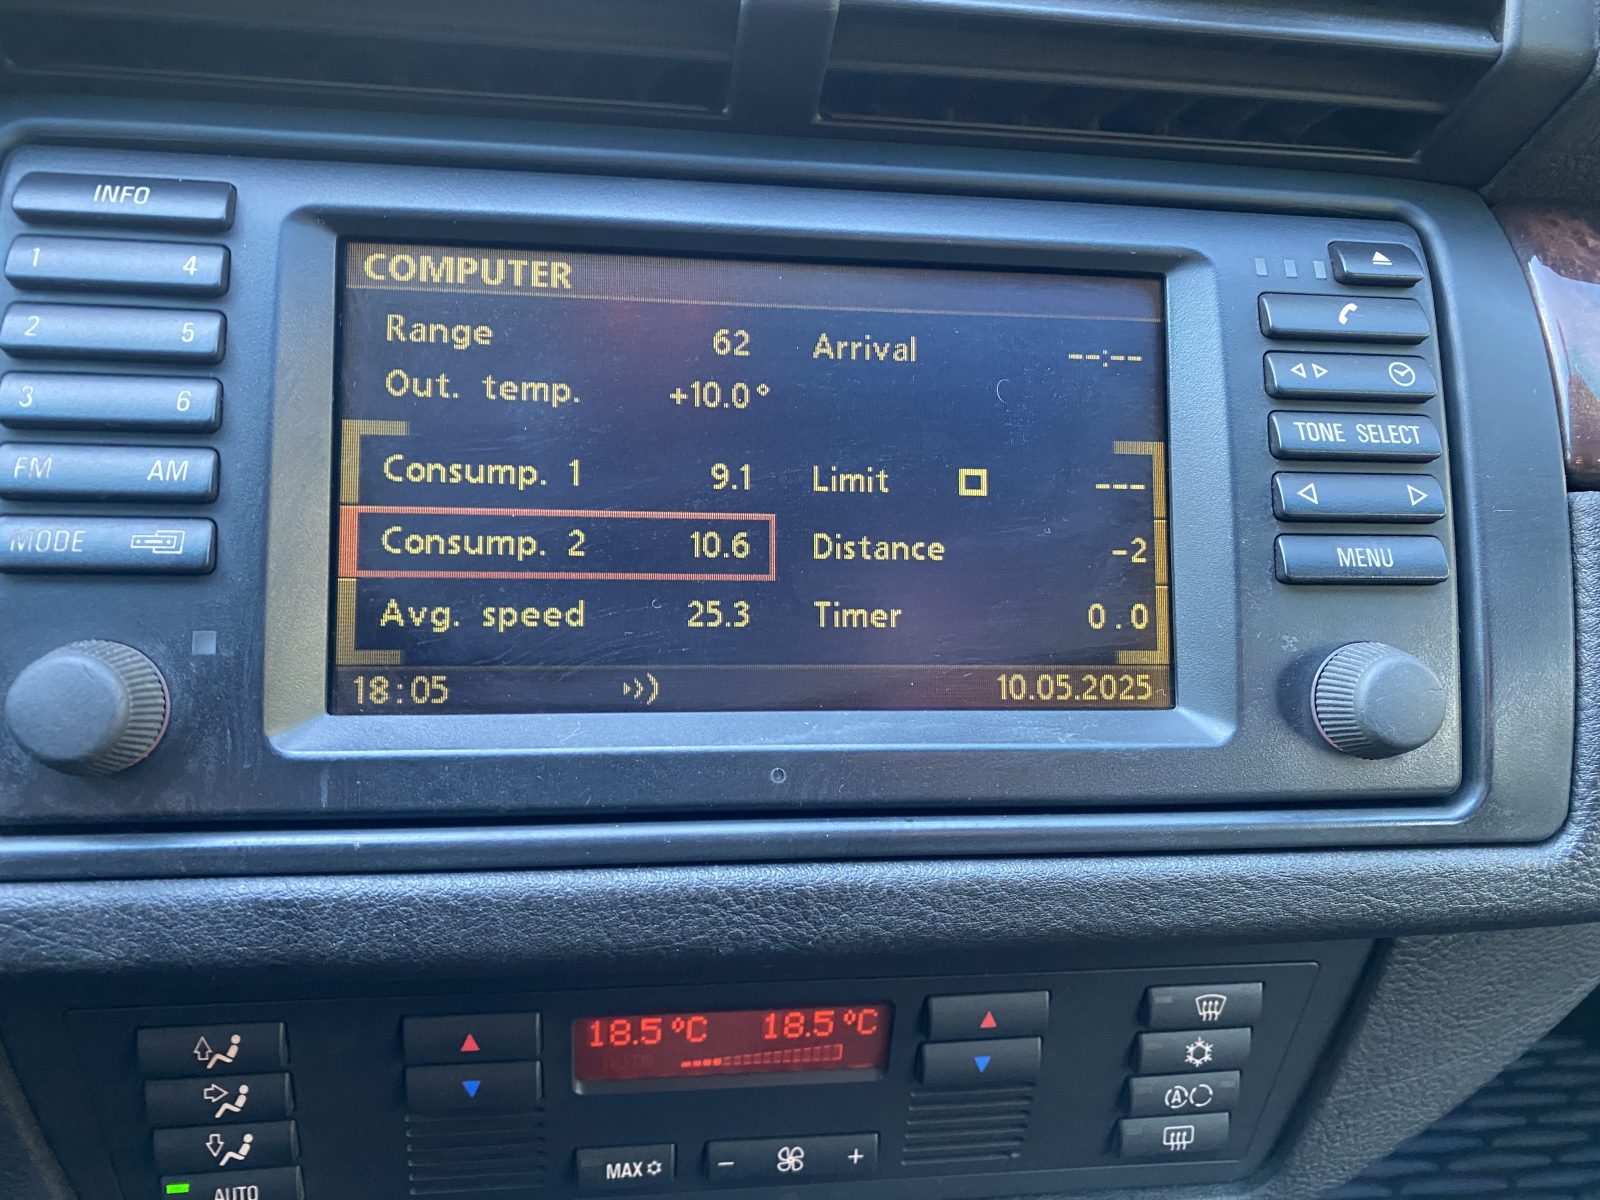 INFO
1 4
2 5
3 6
FM AM
MODE
COMPUTER
Range 62 Arrival --:--
Out. temp. +10.0°
Consump. 1 9.1 Limit ---
Consump. 2 10.6 Distance -2
Avg. speed 25.3 Timer 0.0
18:05 10.05.2025
TONE SELECT
MENU
18.5°C 18.5°C
MAX
- +
A
AUTO